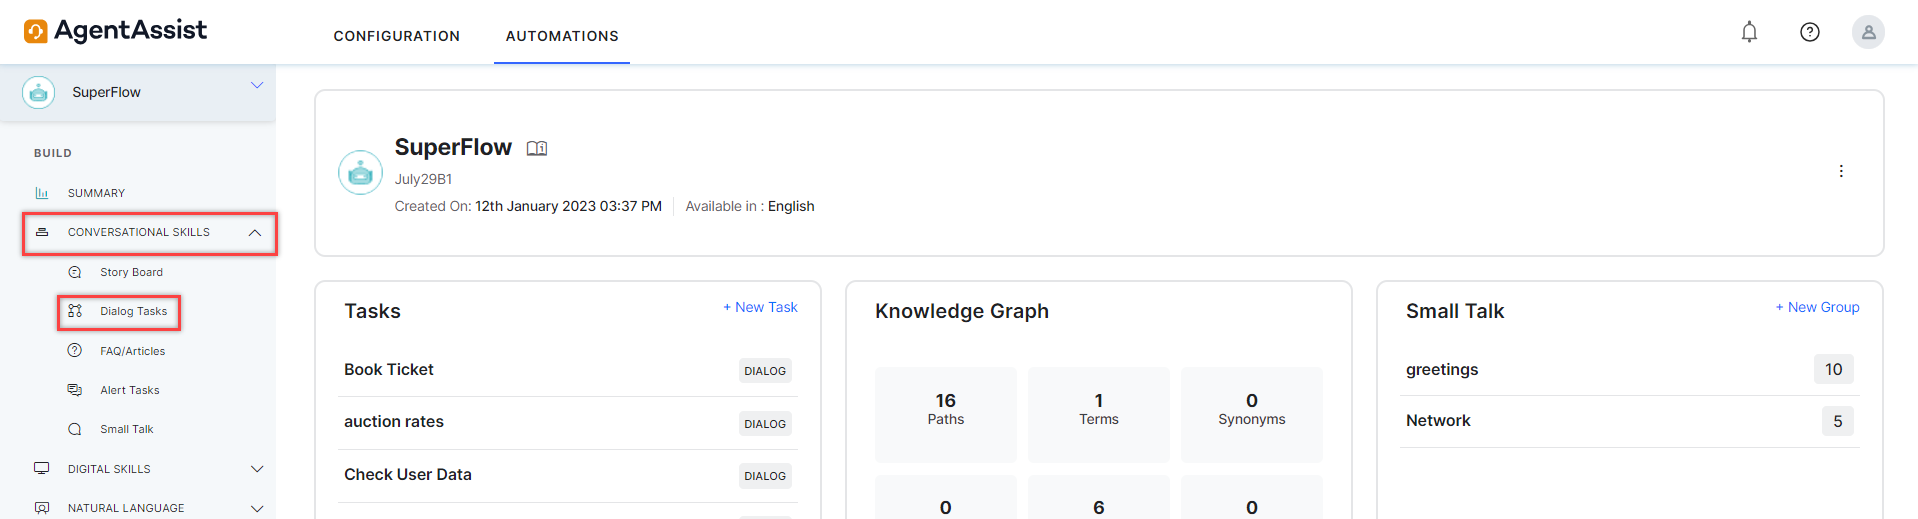 AgentAssist
CONFIGURATION
AUTOMATIONS
SuperFlow
BUILD
SUMMARY
CONVERSATIONAL SKILLS
Story Board
Dialog Tasks
FAQ/Articles
Alert Tasks
Small Talk
DIGITAL SKILLS
NATURAL LANGUAGE
SuperFlow
July29B1
Created On: 12th January 2023 03:37 PM
Available in : English
Tasks
+ New Task
Book Ticket
DIALOG
auction rates
DIALOG
Check User Data
DIALOG
Knowledge Graph
16
Paths
1
Terms
0
Synonyms
0
6
0
Small Talk
+ New Group
greetings
10
Network
5